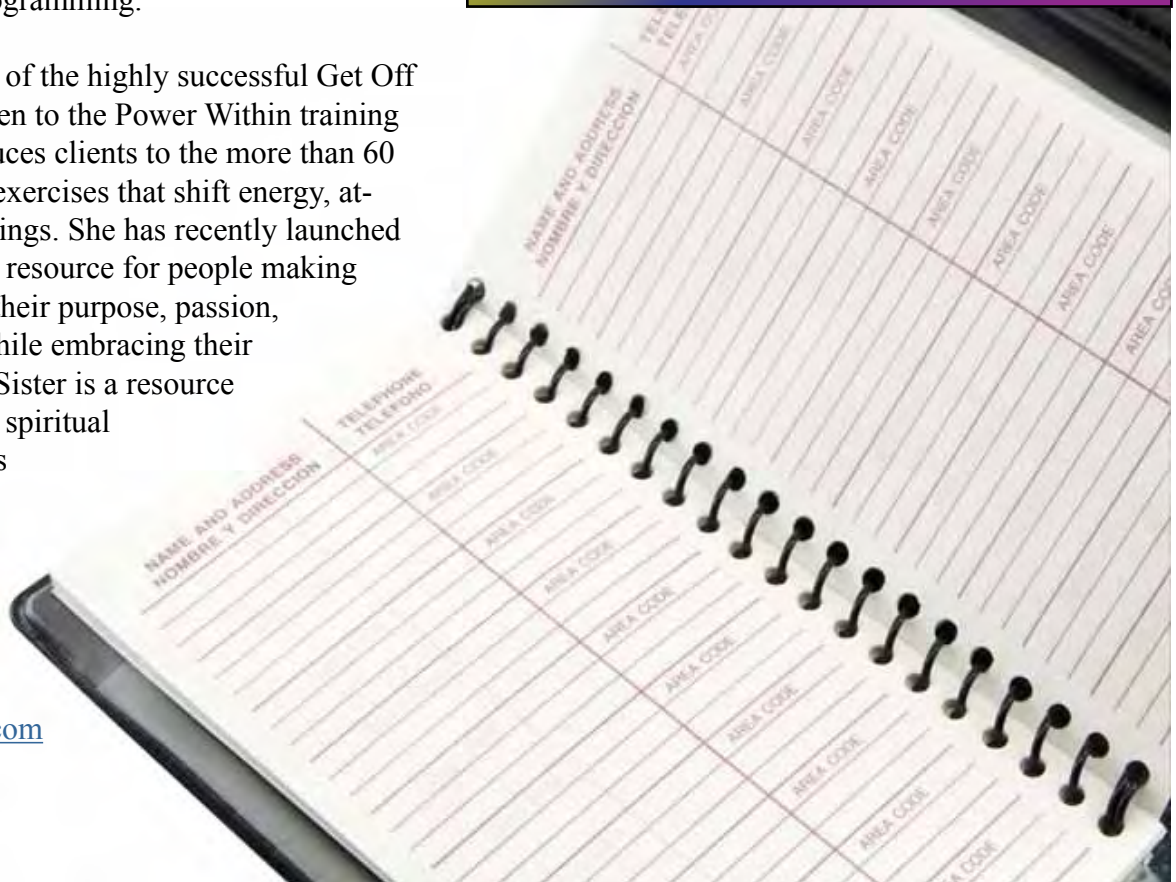 ogramming.
of the highly successful Get Off
en to the Power Within training
uces clients to the more than 60
exercises that shift energy, at-
ings. She has recently launched
resource for people making
heir purpose, passion,
hile embracing their
Sister is a resource
spiritual
s
com
TELEPHONE
TELEFONO
NAME AND ADDRESS
NOMBRE Y DIRECCION
AREA CODE
AREA CODE
AREA CODE
AREA CODE
AREA CODE
AREA CODE
AREA CODE
AREA CODE
AREA CODE
AREA CODE
NAME AND ADDRESS
NOMBRE Y DIRECCION
AREA CODE
AREA CODE
AREA CODE
AREA CODE
AREA CODE
AREA CODE